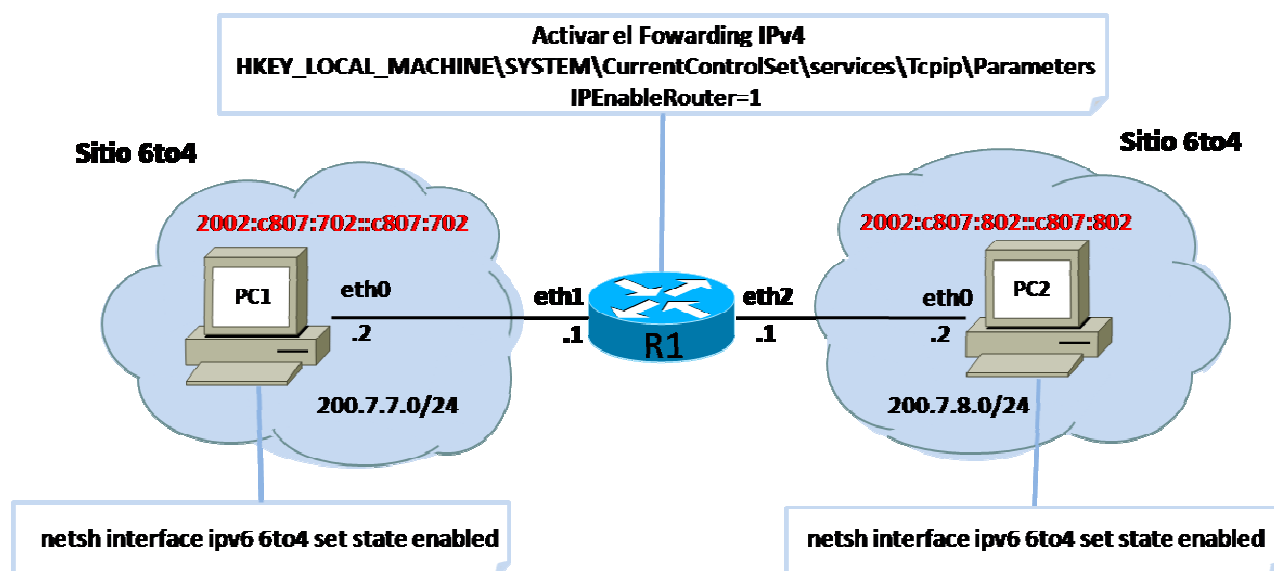 Activar el Fowarding IPv4
HKEY_LOCAL_MACHINE\SYSTEM\CurrentControlSet\services\Tcpip\Parameters
IPEnableRouter=1
Sitio 6to4
Sitio 6to4
2002:c807:702::c807:702
2002:c807:802::c807:802
PC1
eth0
eth1
eth2
eth0
PC2
.2
.1
R1
.1
.2
200.7.7.0/24
200.7.8.0/24
netsh interface ipv6 6to4 set state enabled
netsh interface ipv6 6to4 set state enabled